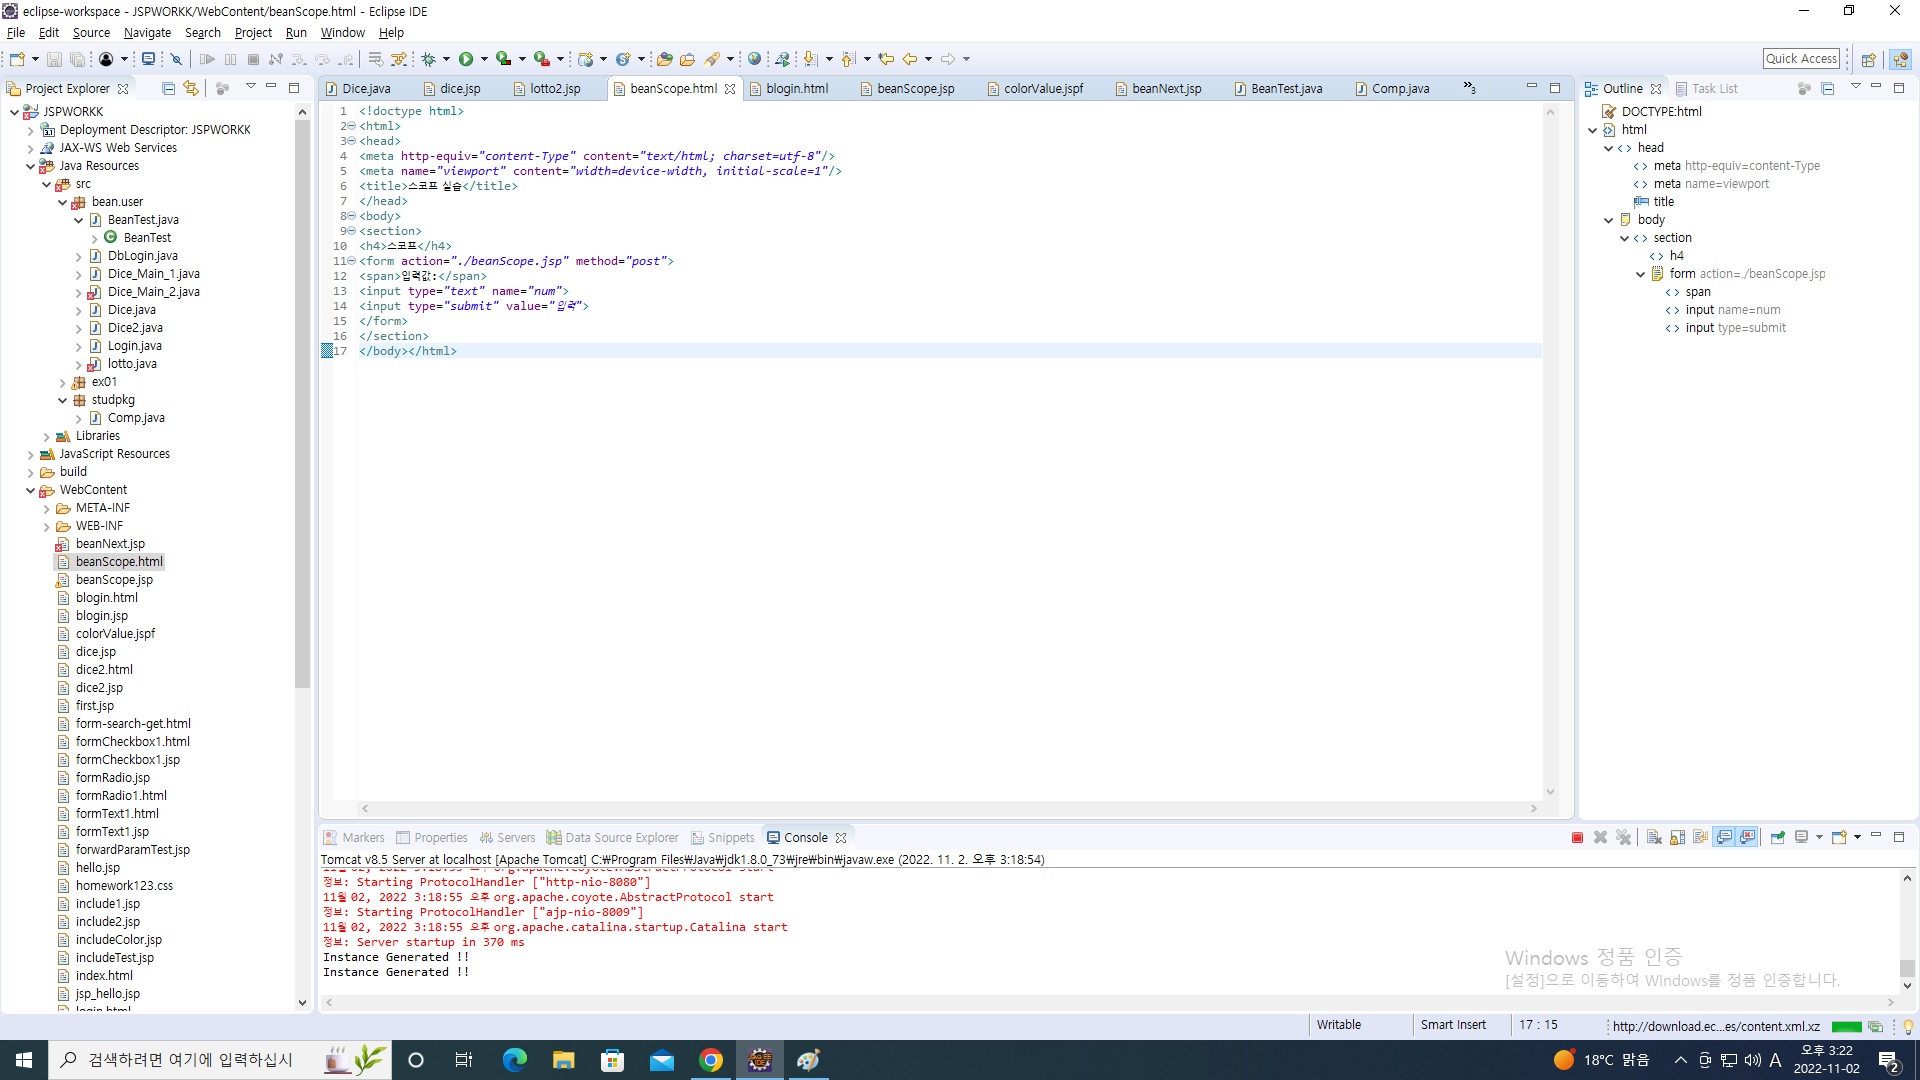 eclipse-workspace - JSPWORKK/WebContent/beanScope.html - Eclipse IDE
File Edit Source Navigate Search Project Run Window Help
Quick Access
Project Explorer
JSPWORKK
Deployment Descriptor: JSPWORKK
JAX-WS Web Services
Java Resources
src
bean.user
BeanTest.java
BeanTest
DbLogin.java
Dice_Main_1.java
Dice_Main_2.java
Dice.java
Dice2.java
Login.java
lotto.java
ex01
studpkg
Comp.java
Libraries
JavaScript Resources
build
WebContent
META-INF
WEB-INF
beanNext.jsp
beanScope.html
beanScope.jsp
blogin.html
blogin.jsp
colorValue.jspf
dice.jsp
dice2.html
dice2.jsp
first.jsp
form-search-get.html
formCheckbox1.html
formCheckbox1.jsp
formRadio.jsp
formRadio1.html
formText1.html
formText1.jsp
forwardParamTest.jsp
hello.jsp
homework123.css
include1.jsp
include2.jsp
includeColor.jsp
includeTest.jsp
index.html
jsp_hello.jsp
login.html
Dice.java dice.jsp lotto2.jsp beanScope.html blogin.html beanScope.jsp colorValue.jspf beanNext.jsp BeanTest.java Comp.java »3
1 <!doctype html>
2 <html>
3 <head>
4 <meta http-equiv="content-Type" content="text/html; charset=utf-8"/>
5 <meta name="viewport" content="width=device-width, initial-scale=1"/>
6 <title>스코프 실습</title>
7 </head>
8 <body>
9 <section>
10 <h4>스코프</h4>
11 <form action="./beanScope.jsp" method="post">
12 <span>입력값:</span>
13 <input type="text" name="num">
14 <input type="submit" value="입력">
15 </form>
16 </section>
17 </body></html>
Outline Task List
DOCTYPE:html
html
head
meta http-equiv=content-Type
meta name=viewport
title
body
section
h4
form action=./beanScope.jsp
span
input name=num
input type=submit
Markers Properties Servers Data Source Explorer Snippets Console
Tomcat v8.5 Server at localhost [Apache Tomcat] C:₩Program Files₩Java₩jdk1.8.0_73₩jre₩bin₩javaw.exe (2022. 11. 2. 오후 3:18:54)
11월 02, 2022 3:18:55 오후 org.apache.coyote.AbstractProtocol start
정보: Starting ProtocolHandler ["http-nio-8080"]
11월 02, 2022 3:18:55 오후 org.apache.coyote.AbstractProtocol start
정보: Starting ProtocolHandler ["ajp-nio-8009"]
11월 02, 2022 3:18:55 오후 org.apache.catalina.startup.Catalina start
정보: Server startup in 370 ms
Instance Generated !!
Instance Generated !!
Windows 정품 인증
[설정]으로 이동하여 Windows를 정품 인증합니다.
Writable Smart Insert 17 : 15 http://download.ec...es/content.xml.xz
검색하려면 여기에 입력하십시
18°C 맑음 A 오후 3:22
2022-11-02
2